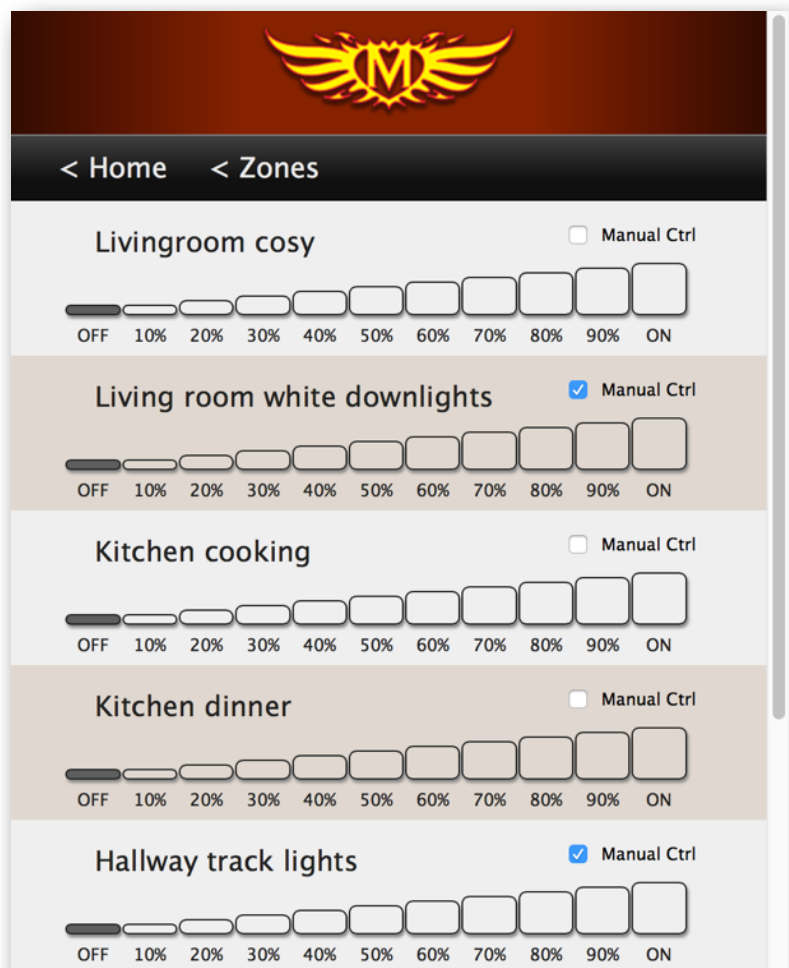 M
< Home < Zones
Livingroom cosy Manual Ctrl
OFF 10% 20% 30% 40% 50% 60% 70% 80% 90% ON
Living room white downlights Manual Ctrl
OFF 10% 20% 30% 40% 50% 60% 70% 80% 90% ON
Kitchen cooking Manual Ctrl
OFF 10% 20% 30% 40% 50% 60% 70% 80% 90% ON
Kitchen dinner Manual Ctrl
OFF 10% 20% 30% 40% 50% 60% 70% 80% 90% ON
Hallway track lights Manual Ctrl
OFF 10% 20% 30% 40% 50% 60% 70% 80% 90% ON